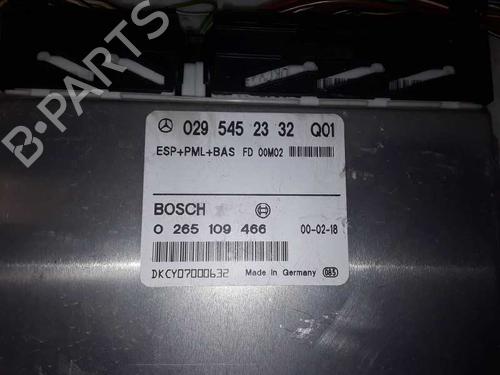 029 545 23 32 Q01
ESP+PML+BAS FD 00M02
BOSCH
0 265 109 466 00-02-18
DKCY07000632 Made in Germany 085
B-PARTS